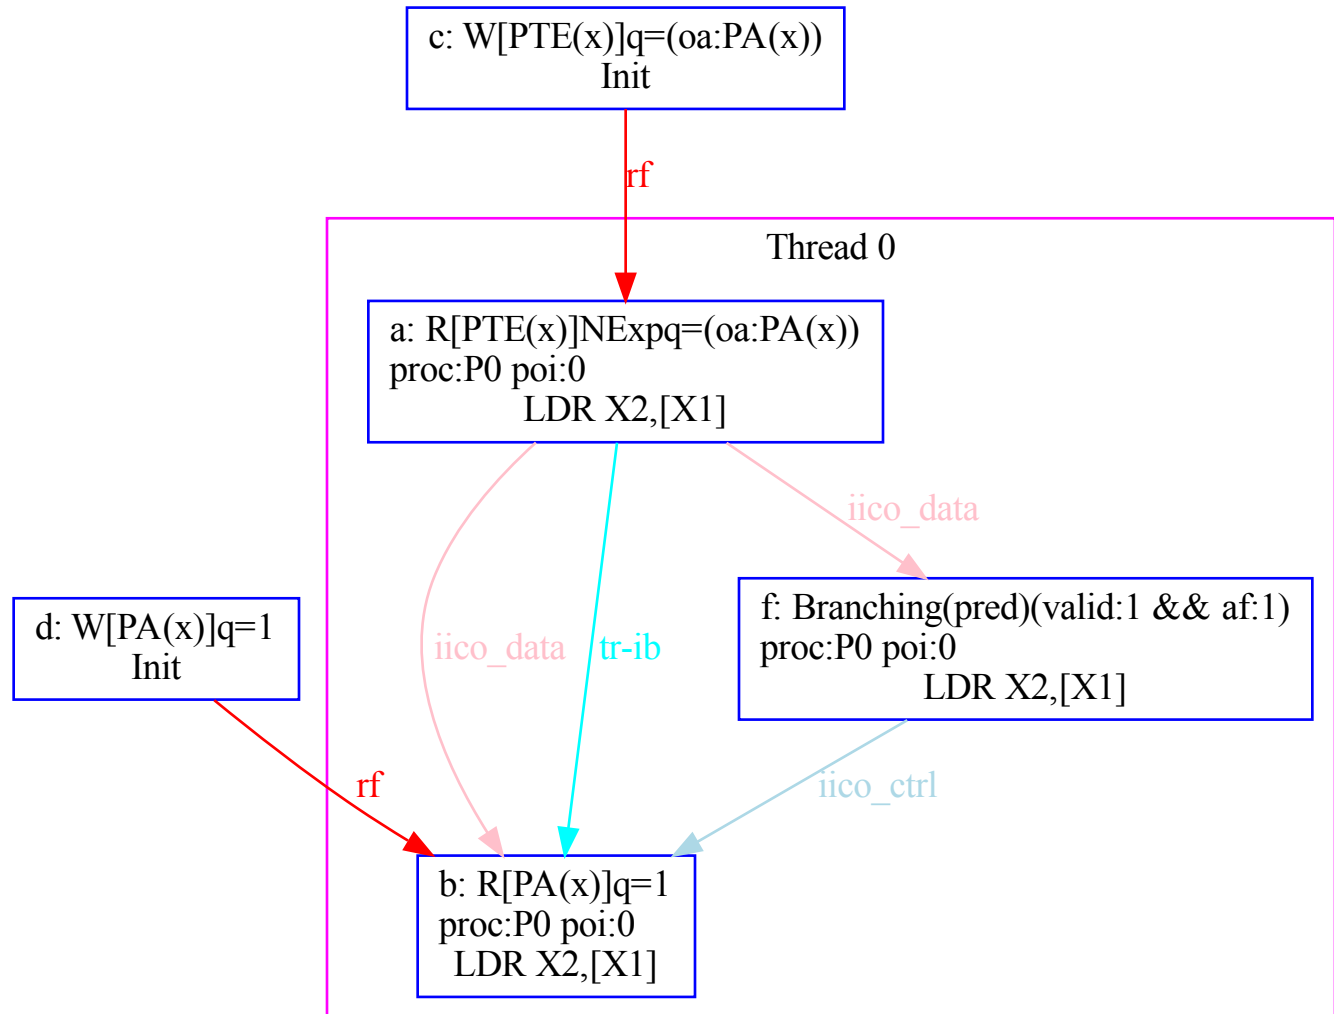 c: W[PTE(x)]q=(oa:PA(x))
Init
rf
Thread 0
a: R[PTE(x)]NExpq=(oa:PA(x))
proc:P0 poi:0
LDR X2,[X1]
iico_data
d: W[PA(x)]q=1
Init
iico_data
tr-ib
f: Branching(pred)(valid:1 && af:1)
proc:P0 poi:0
LDR X2,[X1]
rf
iico_ctrl
b: R[PA(x)]q=1
proc:P0 poi:0
LDR X2,[X1]